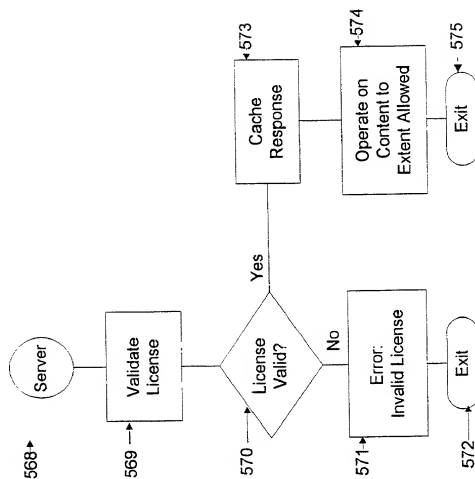 568
Server
569
Validate
License
570
License
Valid?
Yes
No
571
Error:
Invalid License
572
Exit
573
Cache
Response
574
Operate on
Content to
Extent Allowed
575
Exit